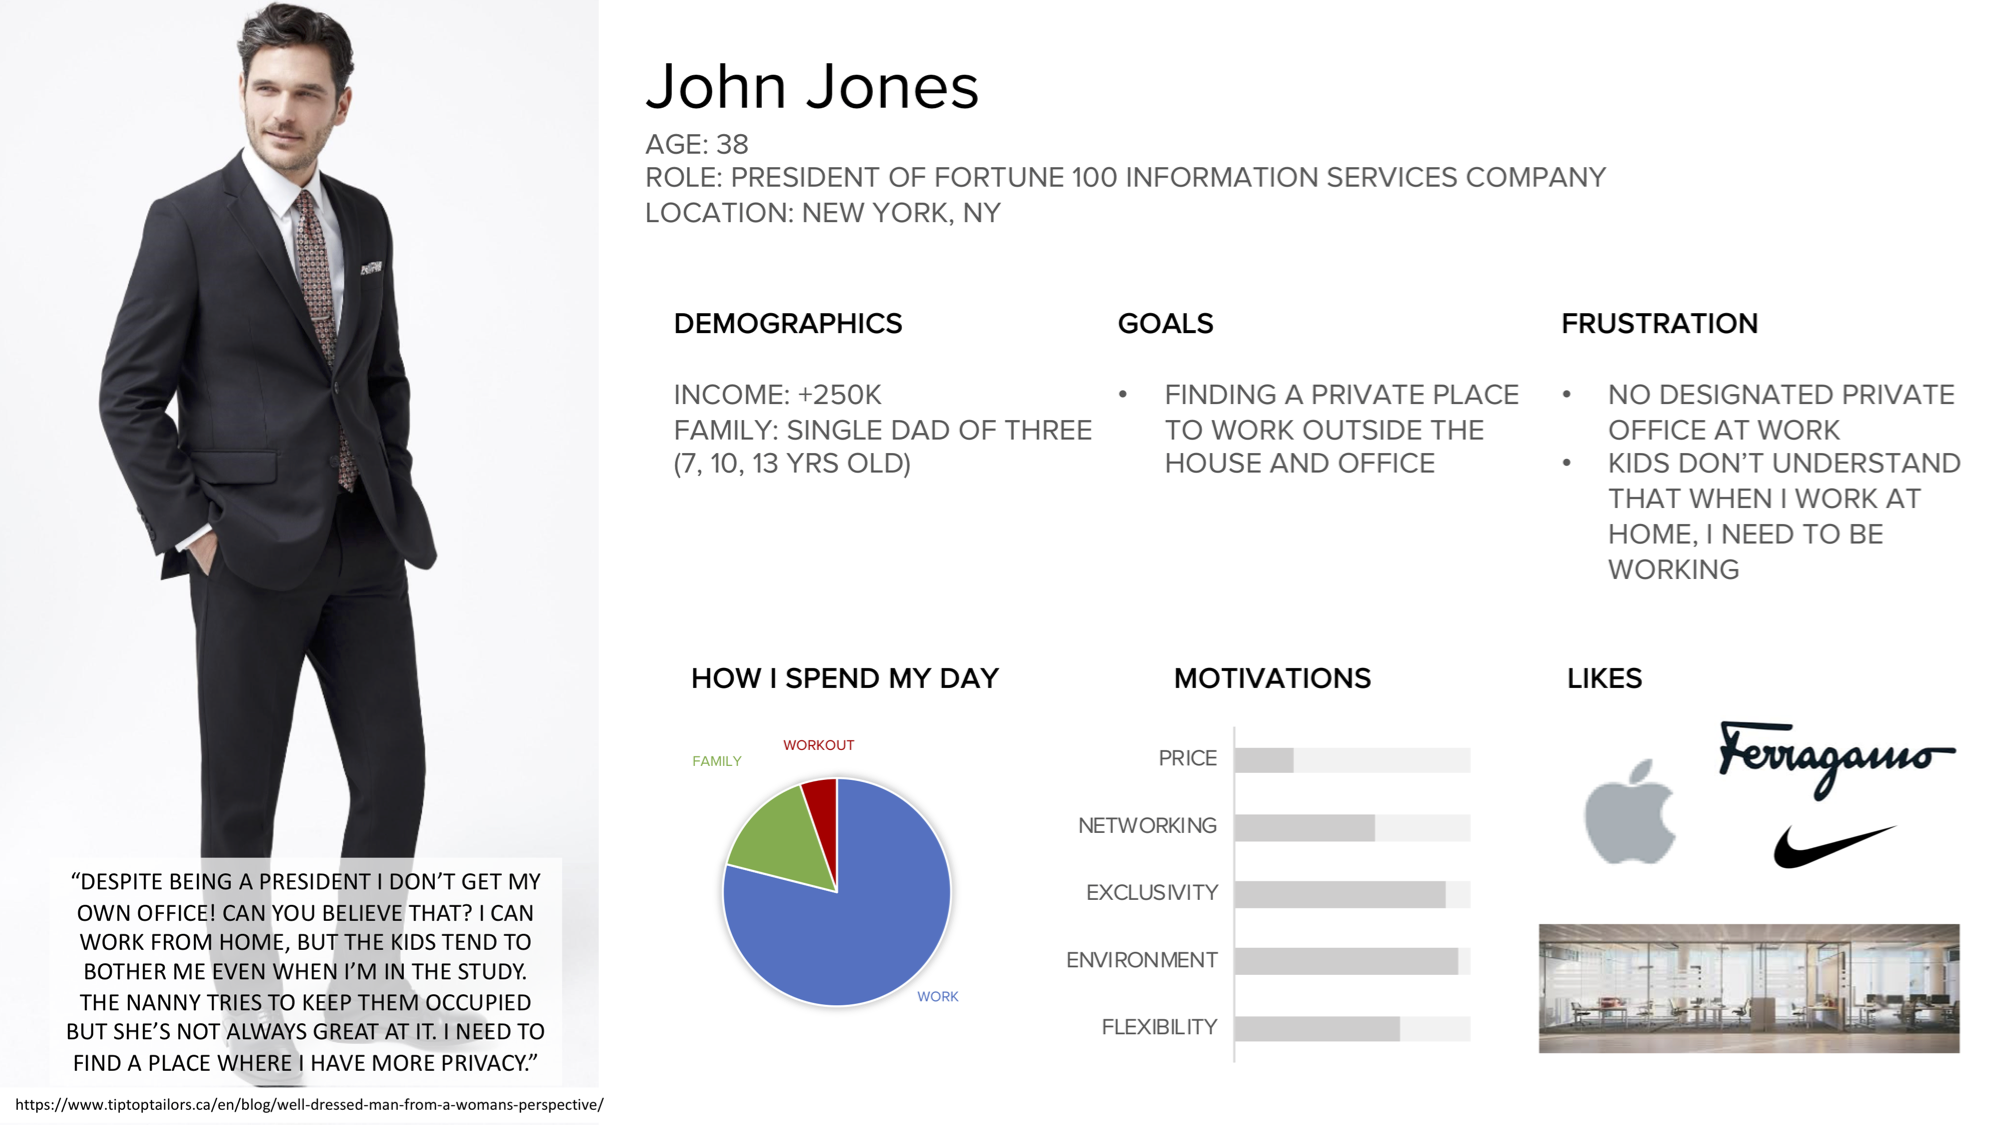 John Jones
AGE: 38
ROLE: PRESIDENT OF FORTUNE 100 INFORMATION SERVICES COMPANY
LOCATION: NEW YORK, NY
DEMOGRAPHICS
INCOME: +250K
FAMILY: SINGLE DAD OF THREE
(7, 10, 13 YRS OLD)
GOALS
• FINDING A PRIVATE PLACE
TO WORK OUTSIDE THE
HOUSE AND OFFICE
FRUSTRATION
• NO DESIGNATED PRIVATE
OFFICE AT WORK
• KIDS DON’T UNDERSTAND
THAT WHEN I WORK AT
HOME, I NEED TO BE
WORKING
HOW I SPEND MY DAY
WORKOUT
FAMILY
WORK
MOTIVATIONS
PRICE
NETWORKING
EXCLUSIVITY
ENVIRONMENT
FLEXIBILITY
LIKES
Ferragamo
“DESPITE BEING A PRESIDENT I DON’T GET MY
OWN OFFICE! CAN YOU BELIEVE THAT? I CAN
WORK FROM HOME, BUT THE KIDS TEND TO
BOTHER ME EVEN WHEN I’M IN THE STUDY.
THE NANNY TRIES TO KEEP THEM OCCUPIED
BUT SHE’S NOT ALWAYS GREAT AT IT. I NEED TO
FIND A PLACE WHERE I HAVE MORE PRIVACY.”
https://www.tiptoptailors.ca/en/blog/well-dressed-man-from-a-womans-perspective/